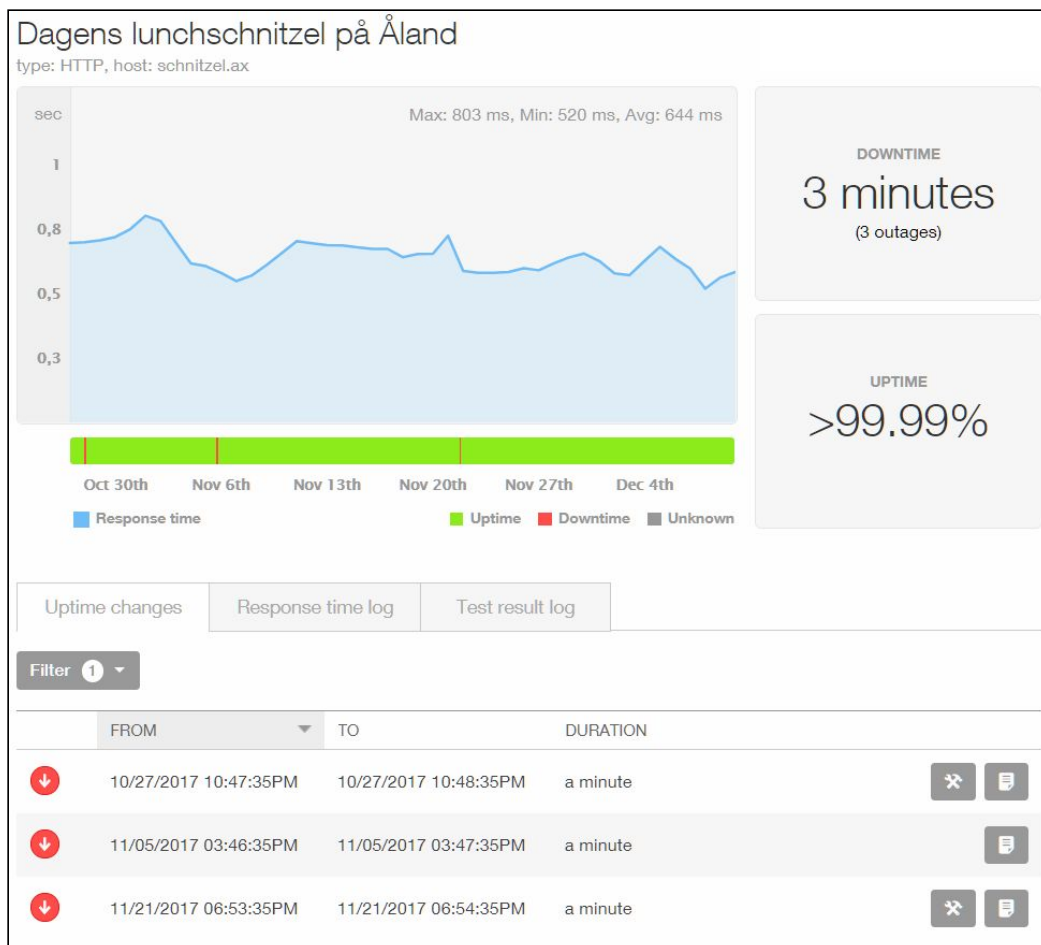 Dagens lunchschnitzel på Åland
type: HTTP, host: schnitzel.ax
sec
Max: 803 ms, Min: 520 ms, Avg: 644 ms
1
0,8
0,5
0,3
DOWNTIME
3 minutes
(3 outages)
UPTIME
>99.99%
Oct 30th Nov 6th Nov 13th Nov 20th Nov 27th Dec 4th
Response time Uptime Downtime Unknown
Uptime changes Response time log Test result log
Filter 1
FROM TO DURATION
10/27/2017 10:47:35PM 10/27/2017 10:48:35PM a minute
11/05/2017 03:46:35PM 11/05/2017 03:47:35PM a minute
11/21/2017 06:53:35PM 11/21/2017 06:54:35PM a minute